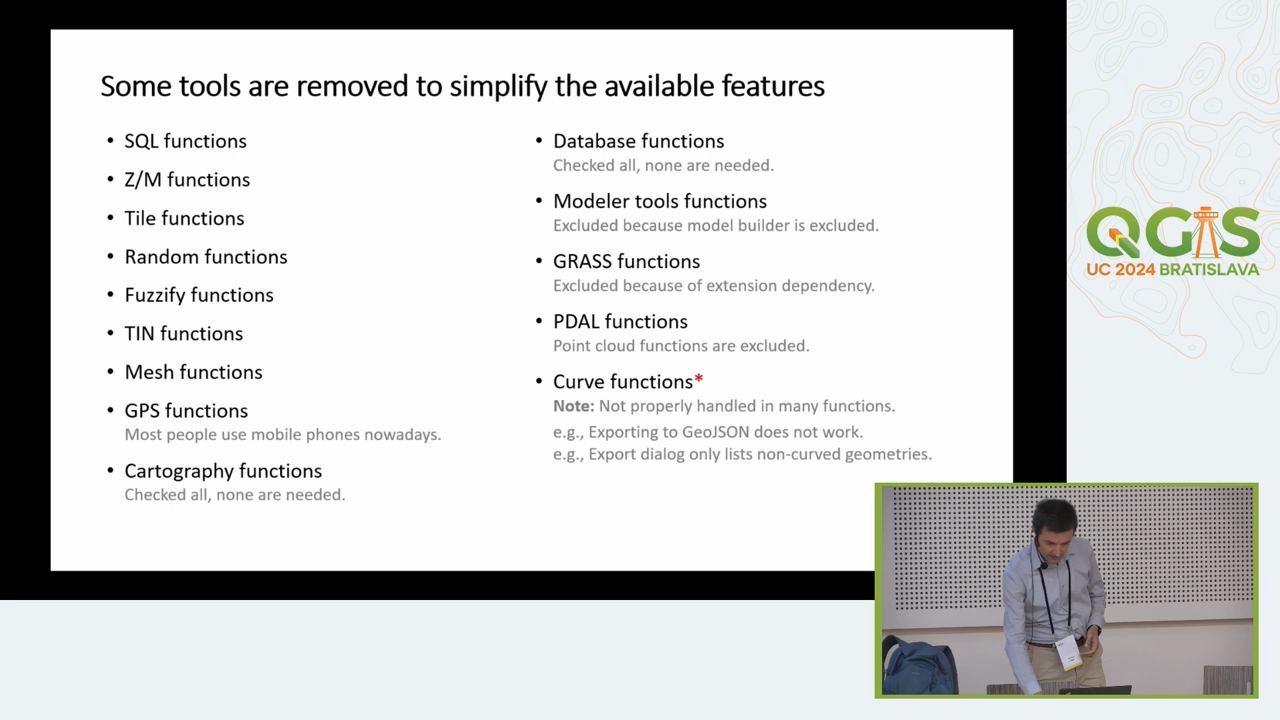 Some tools are removed to simplify the available features
• SQL functions
• Z/M functions
• Tile functions
• Random functions
• Fuzzify functions
• TIN functions
• Mesh functions
• GPS functions
Most people use mobile phones nowadays.
• Cartography functions
Checked all, none are needed.
• Database functions
Checked all, none are needed.
• Modeler tools functions
Excluded because model builder is excluded.
• GRASS functions
Excluded because of extension dependency.
• PDAL functions
Point cloud functions are excluded.
• Curve functions*
Note: Not properly handled in many functions.
e.g., Exporting to GeoJSON does not work.
e.g., Export dialog only lists non-curved geometries.
QGIS
UC 2024 BRATISLAVA